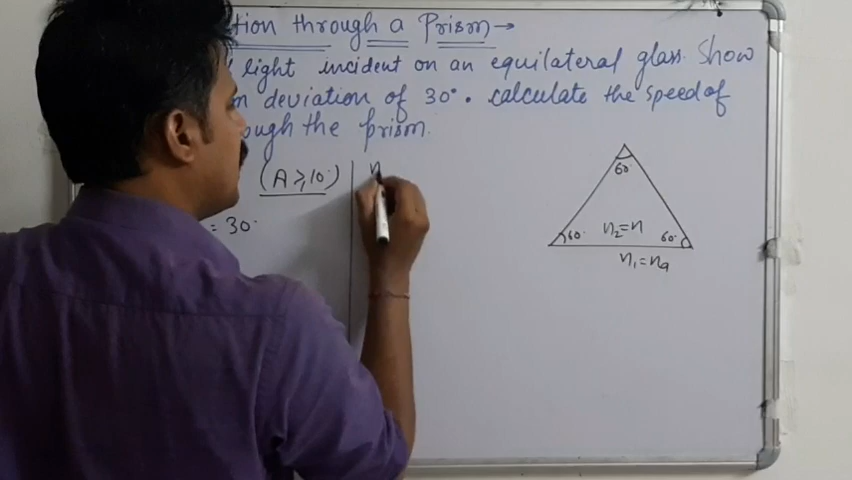 tion through a Prism →
light incident on an equilateral glass. Show
deviation of 30°. calculate the speed of
ough the prism.
(A ≥ 10°)
= 30°
n
60°
60° n₂=n 60°
n₁=nₐ